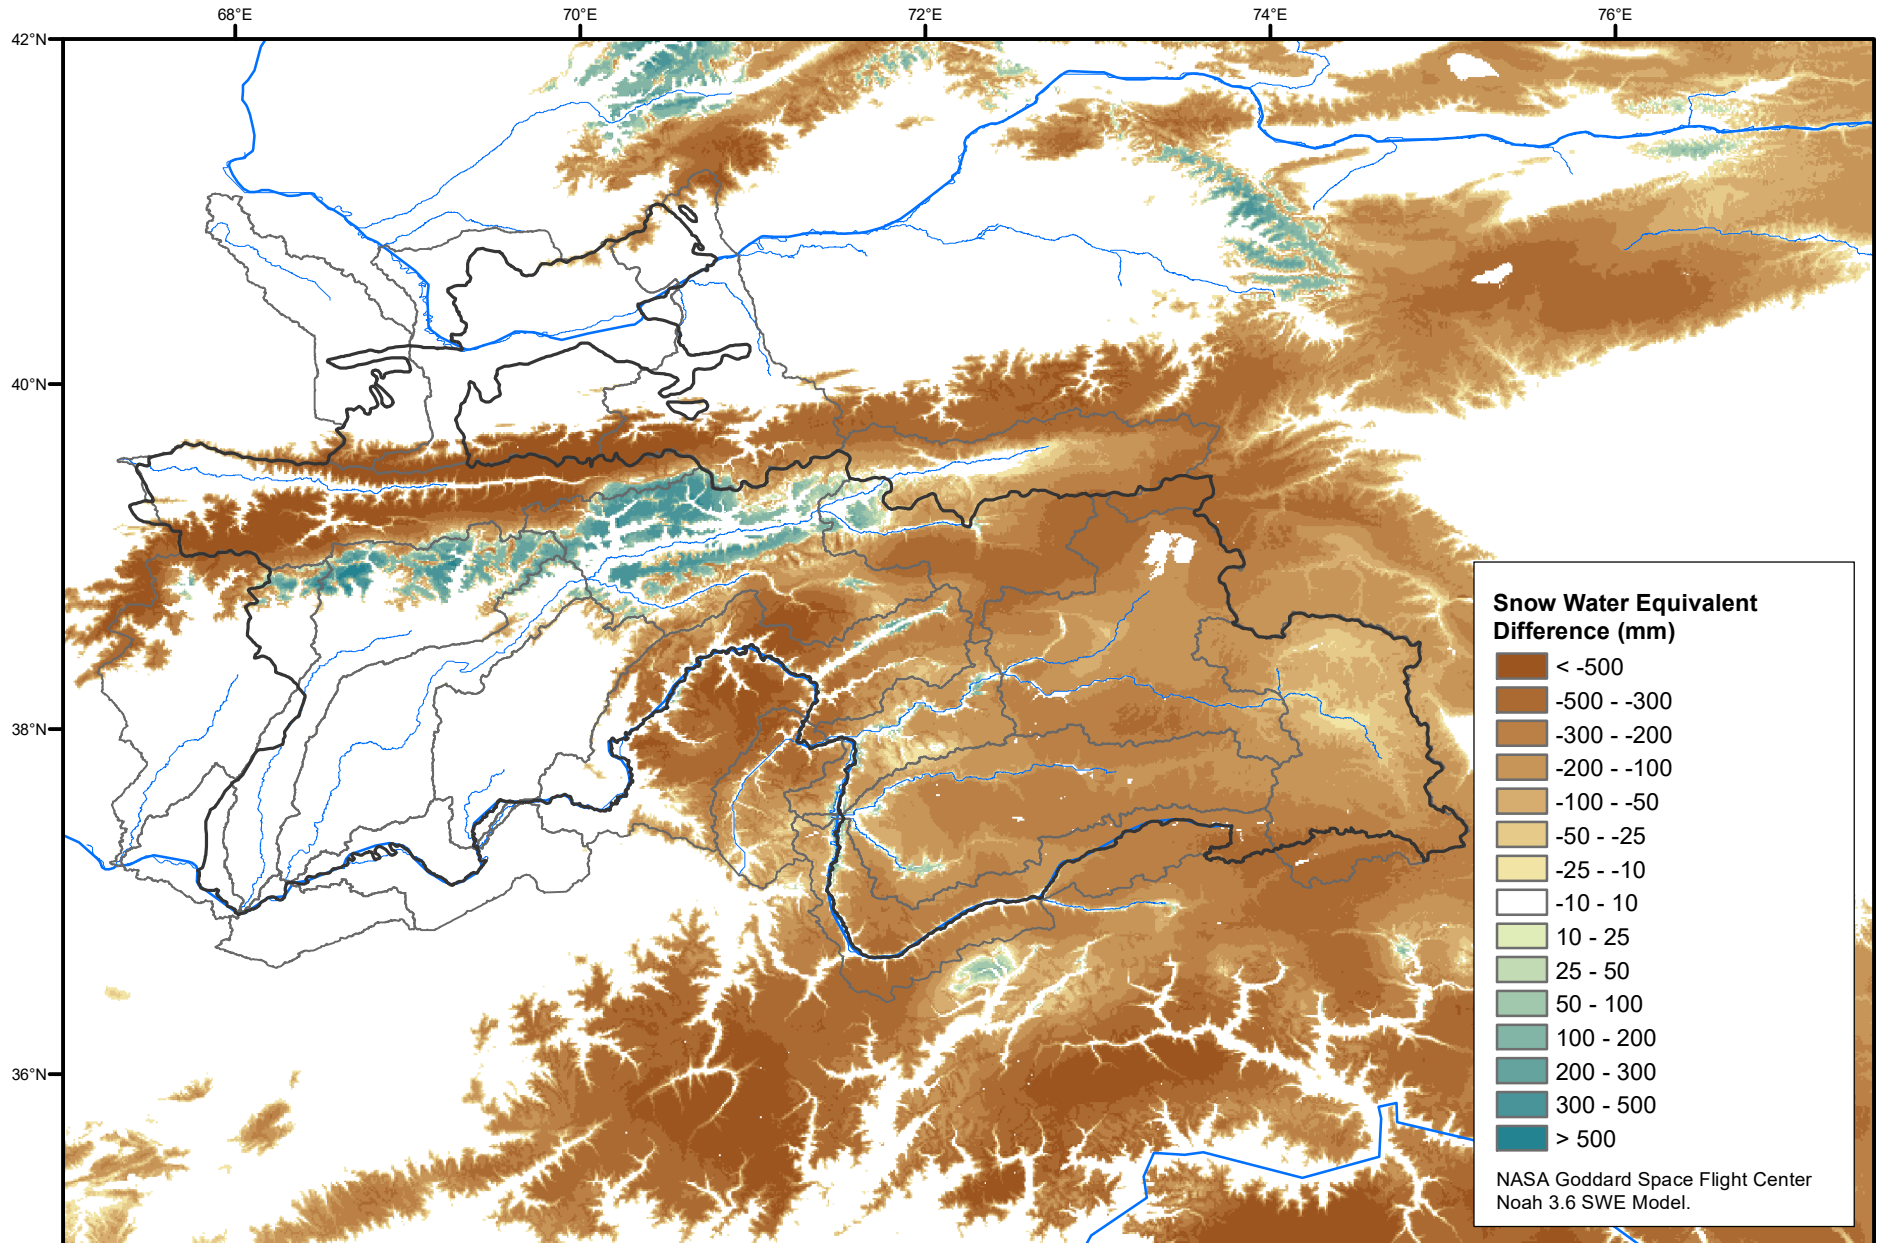 68°E 70°E 72°E 74°E 76°E
42°N
40°N
38°N
36°N
Snow Water Equivalent
Difference (mm)
< -500
-500 - -300
-300 - -200
-200 - -100
-100 - -50
-50 - -25
-25 - -10
-10 - 10
10 - 25
25 - 50
50 - 100
100 - 200
200 - 300
300 - 500
> 500
NASA Goddard Space Flight Center
Noah 3.6 SWE Model.